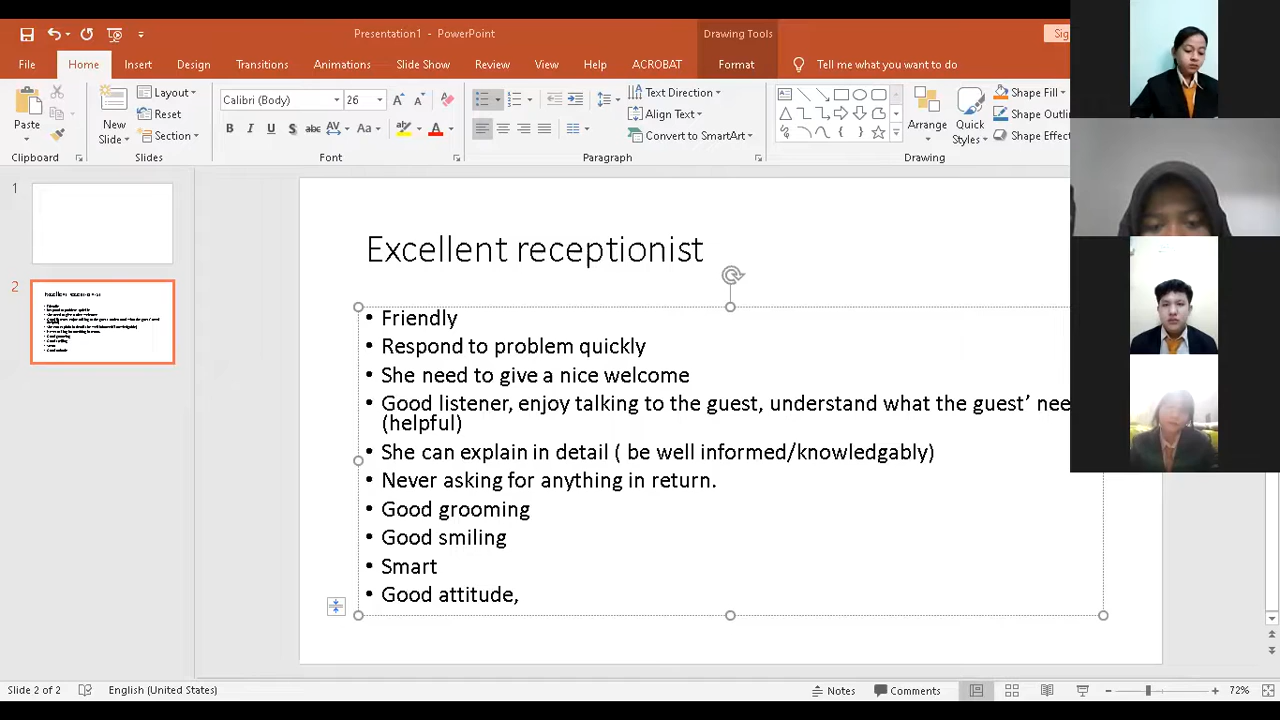 Presentation1 - PowerPoint
Drawing Tools
File Home Insert Design Transitions Animations Slide Show Review View Help ACROBAT Format Tell me what you want to do
Paste
Clipboard
New Slide
Layout
Reset
Section
Slides
Calibri (Body) 26
B I U S abc AV Aa A
Font
Text Direction
Align Text
Convert to SmartArt
Paragraph
Arrange
Quick Styles
Shape Fill
Shape
Shape
Drawing
1
2
Excellent receptionist
• Friendly
• Respond to problem quickly
• She need to give a nice welcome
• Good listener, enjoy talking to the guest, understand what the guest’
(helpful)
• She can explain in detail ( be well informed/knowledgably)
• Never asking for anything in return.
• Good grooming
• Good smiling
• Smart
• Good attitude,
Slide 2 of 2 English (United States) Notes Comments 72%